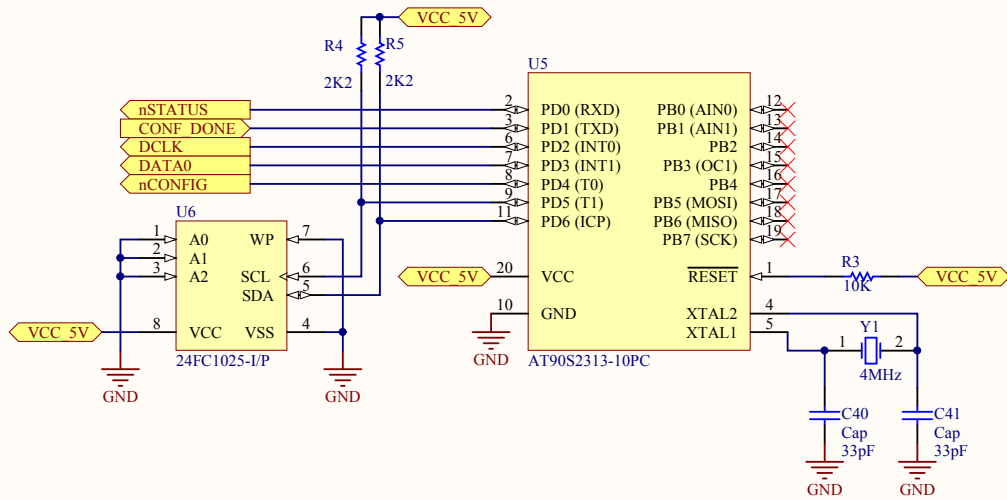 VCC_5V
R4
R5
2K2
2K2
U5
nSTATUS
CONF_DONE
DCLK
DATA0
nCONFIG
2 PD0 (RXD)
3 PD1 (TXD)
6 PD2 (INT0)
7 PD3 (INT1)
8 PD4 (T0)
9 PD5 (T1)
11 PD6 (ICP)
PB0 (AIN0) 12
PB1 (AIN1) 13
PB2 14
PB3 (OC1) 15
PB4 16
PB5 (MOSI) 17
PB6 (MISO) 18
PB7 (SCK) 19
VCC_5V 20 VCC
10 GND
GND
RESET 1
R3
10K
VCC_5V
XTAL2 4
XTAL1 5
AT90S2313-10PC
U6
1 A0
2 A1
3 A2
WP 7
SCL 6
SDA 5
VCC_5V 8 VCC
VSS 4
24FC1025-I/P
GND
GND
Y1
1 2
4MHz
C40
Cap
33pF
C41
Cap
33pF
GND
GND